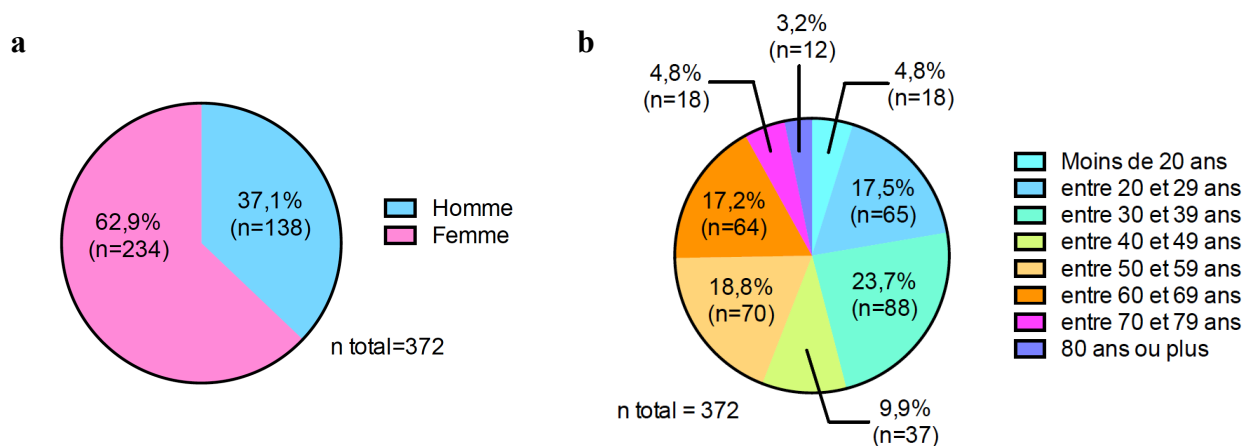 a
37,1%
(n=138)
62,9%
(n=234)
Homme
Femme
n total=372
b
3,2%
(n=12)
4,8%
(n=18)
4,8%
(n=18)
17,5%
(n=65)
17,2%
(n=64)
23,7%
(n=88)
18,8%
(n=70)
9,9%
(n=37)
n total = 372
Moins de 20 ans
entre 20 et 29 ans
entre 30 et 39 ans
entre 40 et 49 ans
entre 50 et 59 ans
entre 60 et 69 ans
entre 70 et 79 ans
80 ans ou plus